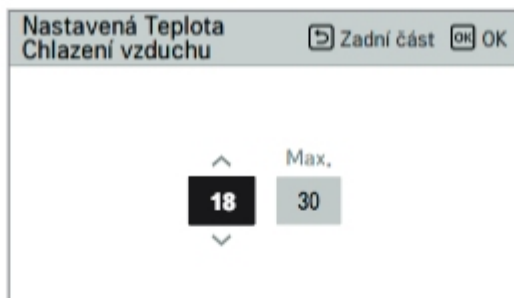 Nastavená Teplota
Chlazení vzduchu
Zadní část OK OK
Max.
18 30